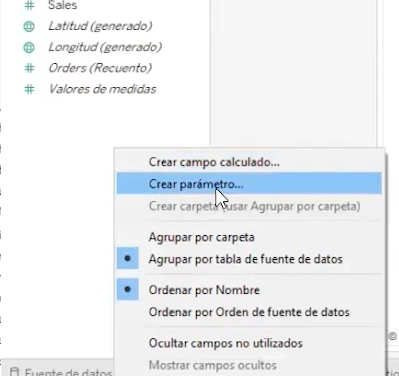 Sales
Latitud (generado)
Longitud (generado)
Orders (Recuento)
Valores de medidas
Crear campo calculado...
Crear parámetro...
Crear carpeta (usar Agrupar por carpeta)
Agrupar por carpeta
Agrupar por tabla de fuente de datos
Ordenar por Nombre
Ordenar por Orden de fuente de datos
Ocultar campos no utilizados
Mostrar campos ocultos
Fuente de datos